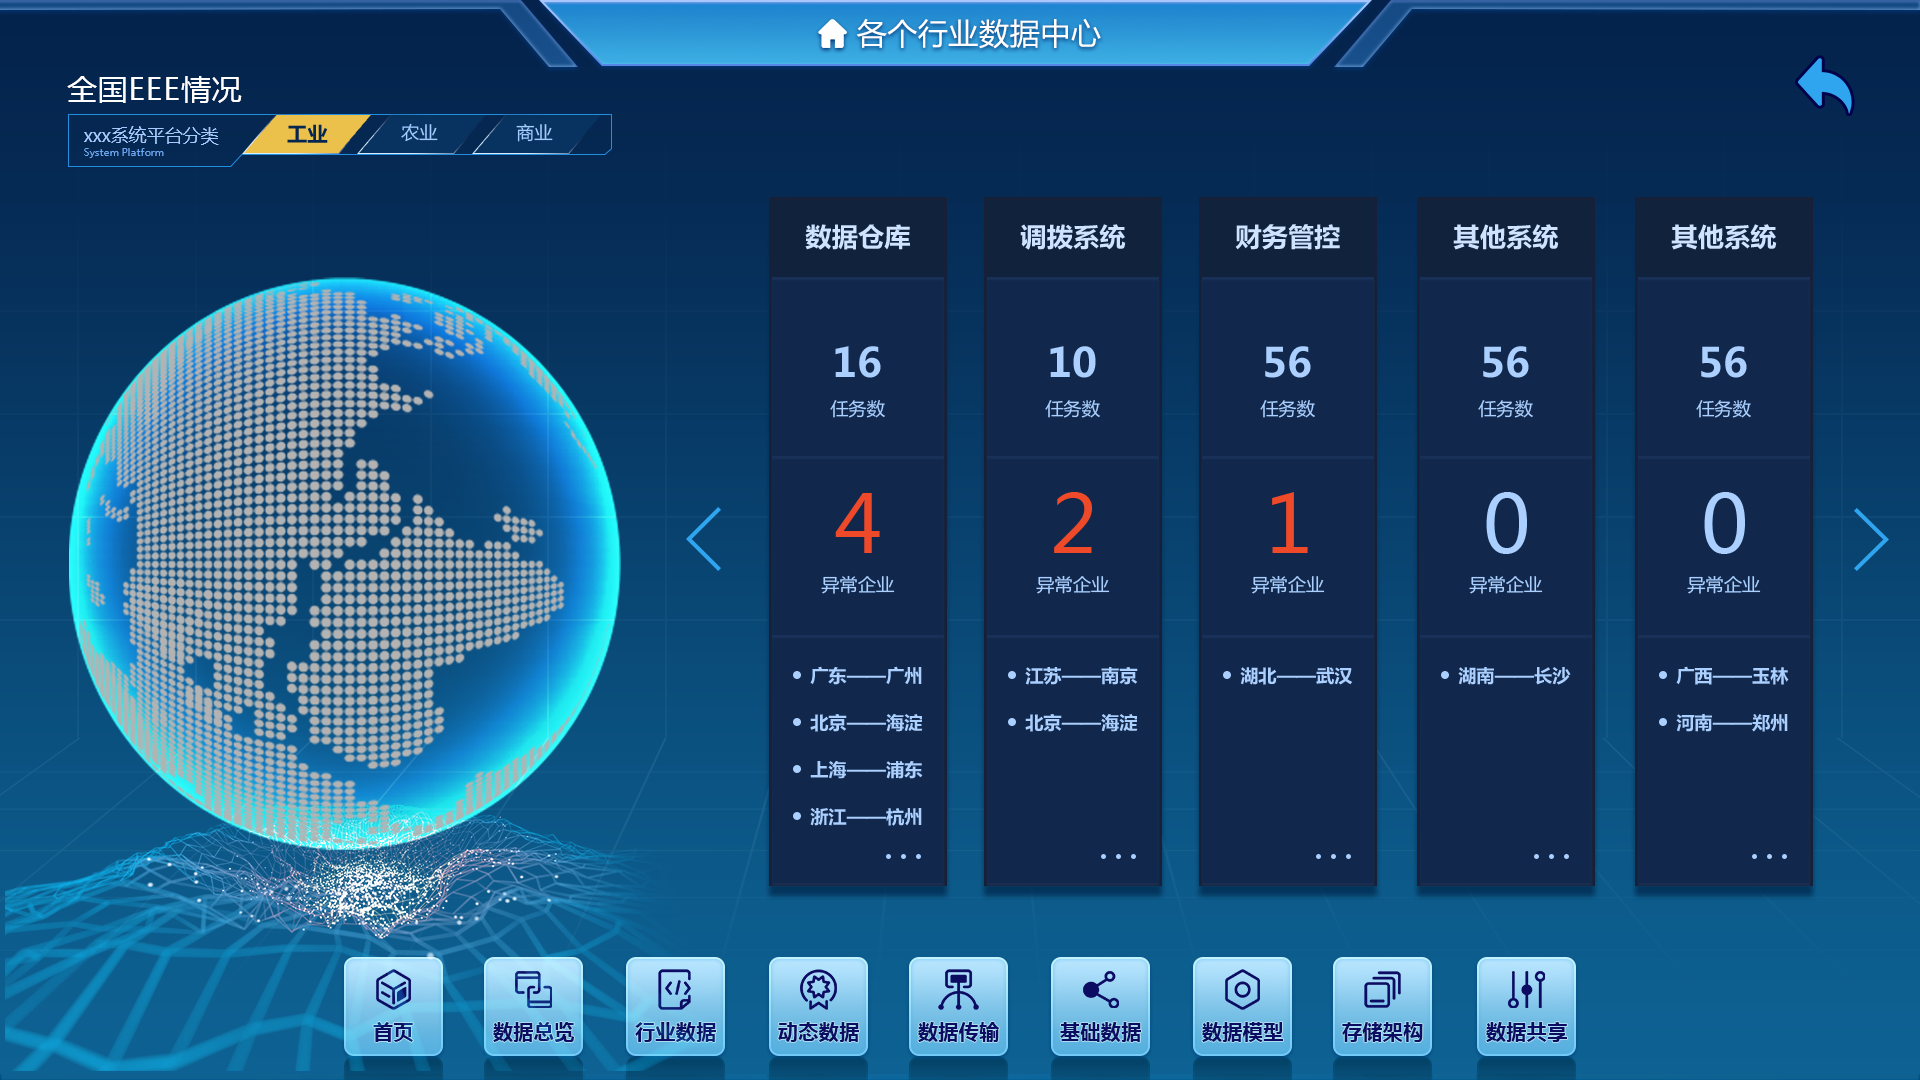 各个行业数据中心
全国EEE情况
xxx系统平台分类
System Platform
工业
农业
商业
数据仓库
16
任务数
4
异常企业
广东——广州
北京——海淀
上海——浦东
浙江——杭州
调拨系统
10
任务数
2
异常企业
江苏——南京
北京——海淀
财务管控
56
任务数
1
异常企业
湖北——武汉
其他系统
56
任务数
0
异常企业
湖南——长沙
其他系统
56
任务数
0
异常企业
广西——玉林
河南——郑州
首页
数据总览
行业数据
动态数据
数据传输
基础数据
数据模型
存储架构
数据共享